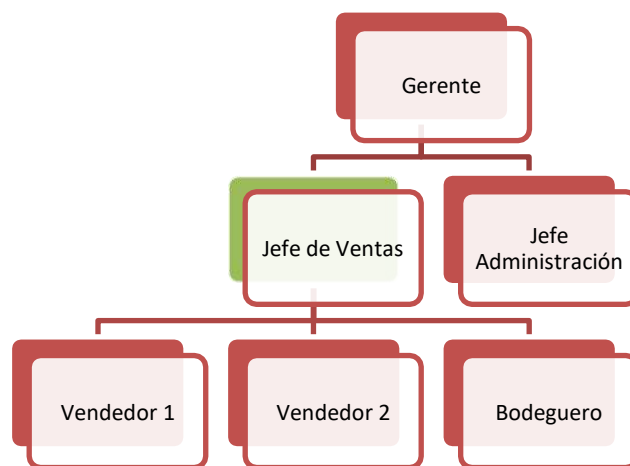 Gerente
Jefe de Ventas
Jefe
Administración
Vendedor 1
Vendedor 2
Bodeguero